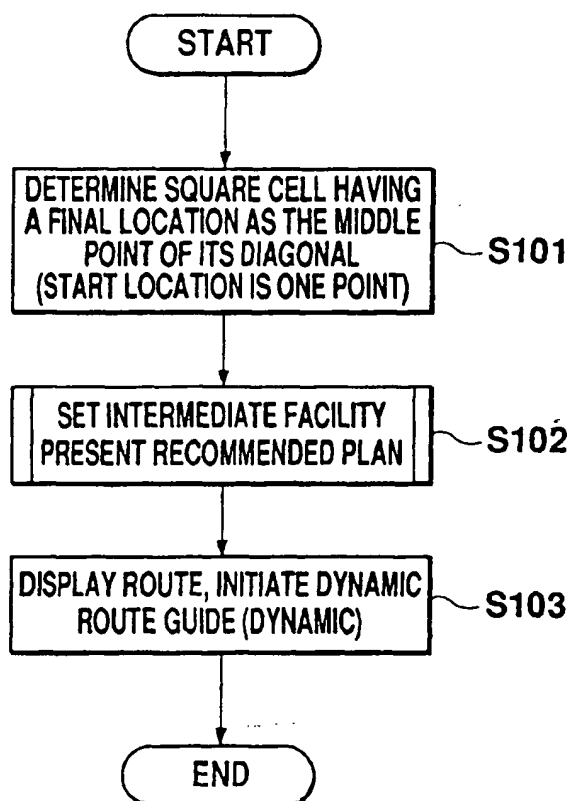 START
DETERMINE SQUARE CELL HAVING
A FINAL LOCATION AS THE MIDDLE
POINT OF ITS DIAGONAL
(START LOCATION IS ONE POINT)
S101
SET INTERMEDIATE FACILITY
PRESENT RECOMMENDED PLAN
S102
DISPLAY ROUTE, INITIATE DYNAMIC
ROUTE GUIDE (DYNAMIC)
S103
END